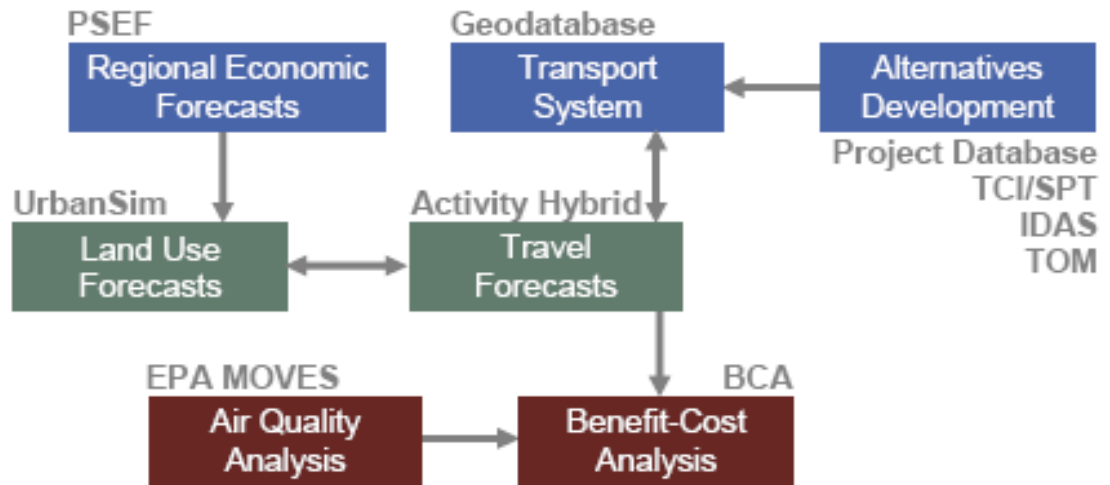 PSEF
Regional Economic
Forecasts
Geodatabase
Transport
System
Alternatives
Development
Project Database
TCI/SPT
IDAS
TOM
UrbanSim
Land Use
Forecasts
Activity Hybrid
Travel
Forecasts
EPA MOVES
Air Quality
Analysis
BCA
Benefit-Cost
Analysis